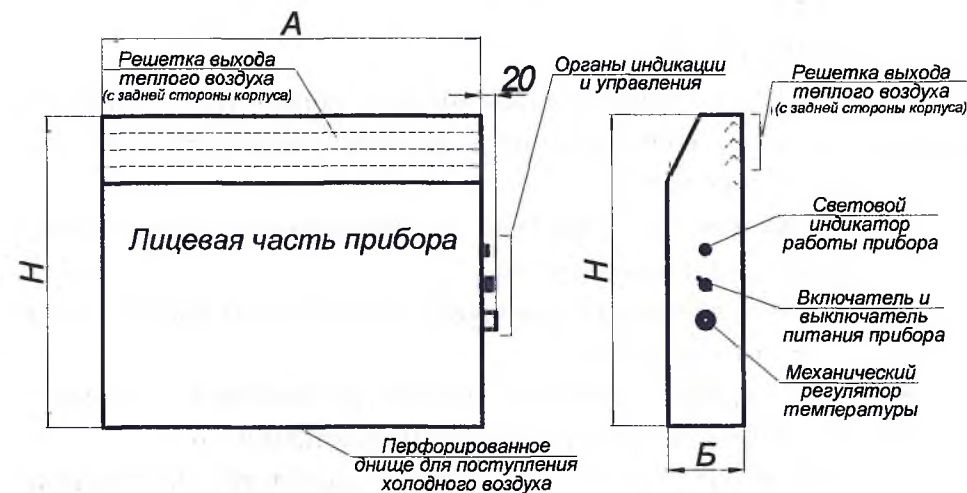 А
Решетка выхода
теплого воздуха
(с задней стороны корпуса)
20
Органы индикации
и управления
Н
Лицевая часть прибора
Перфорированное
днище для поступления
холодного воздуха
Решетка выхода
теплого воздуха
(с задней стороны корпуса)
Световой
индикатор
работы прибора
Н
Включатель и
выключатель
питания прибора
Механический
регулятор
температуры
Б